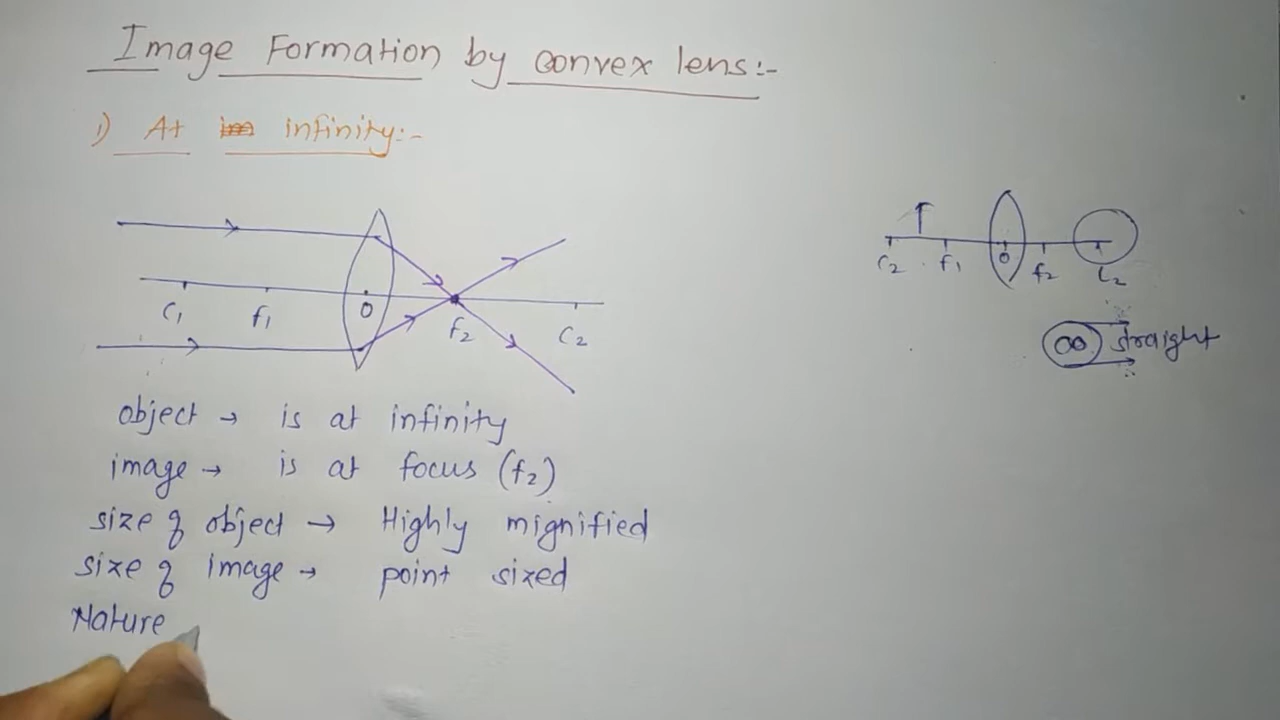 Image Formation by convex lens:-
1) At im infinity:-
C1 f1 O f2 C2
C2 f1 O f2 C2
∞ straight
object → is at infinity
image → is at focus (f2)
size of object → Highly mignified
size of image → point sized
Nature